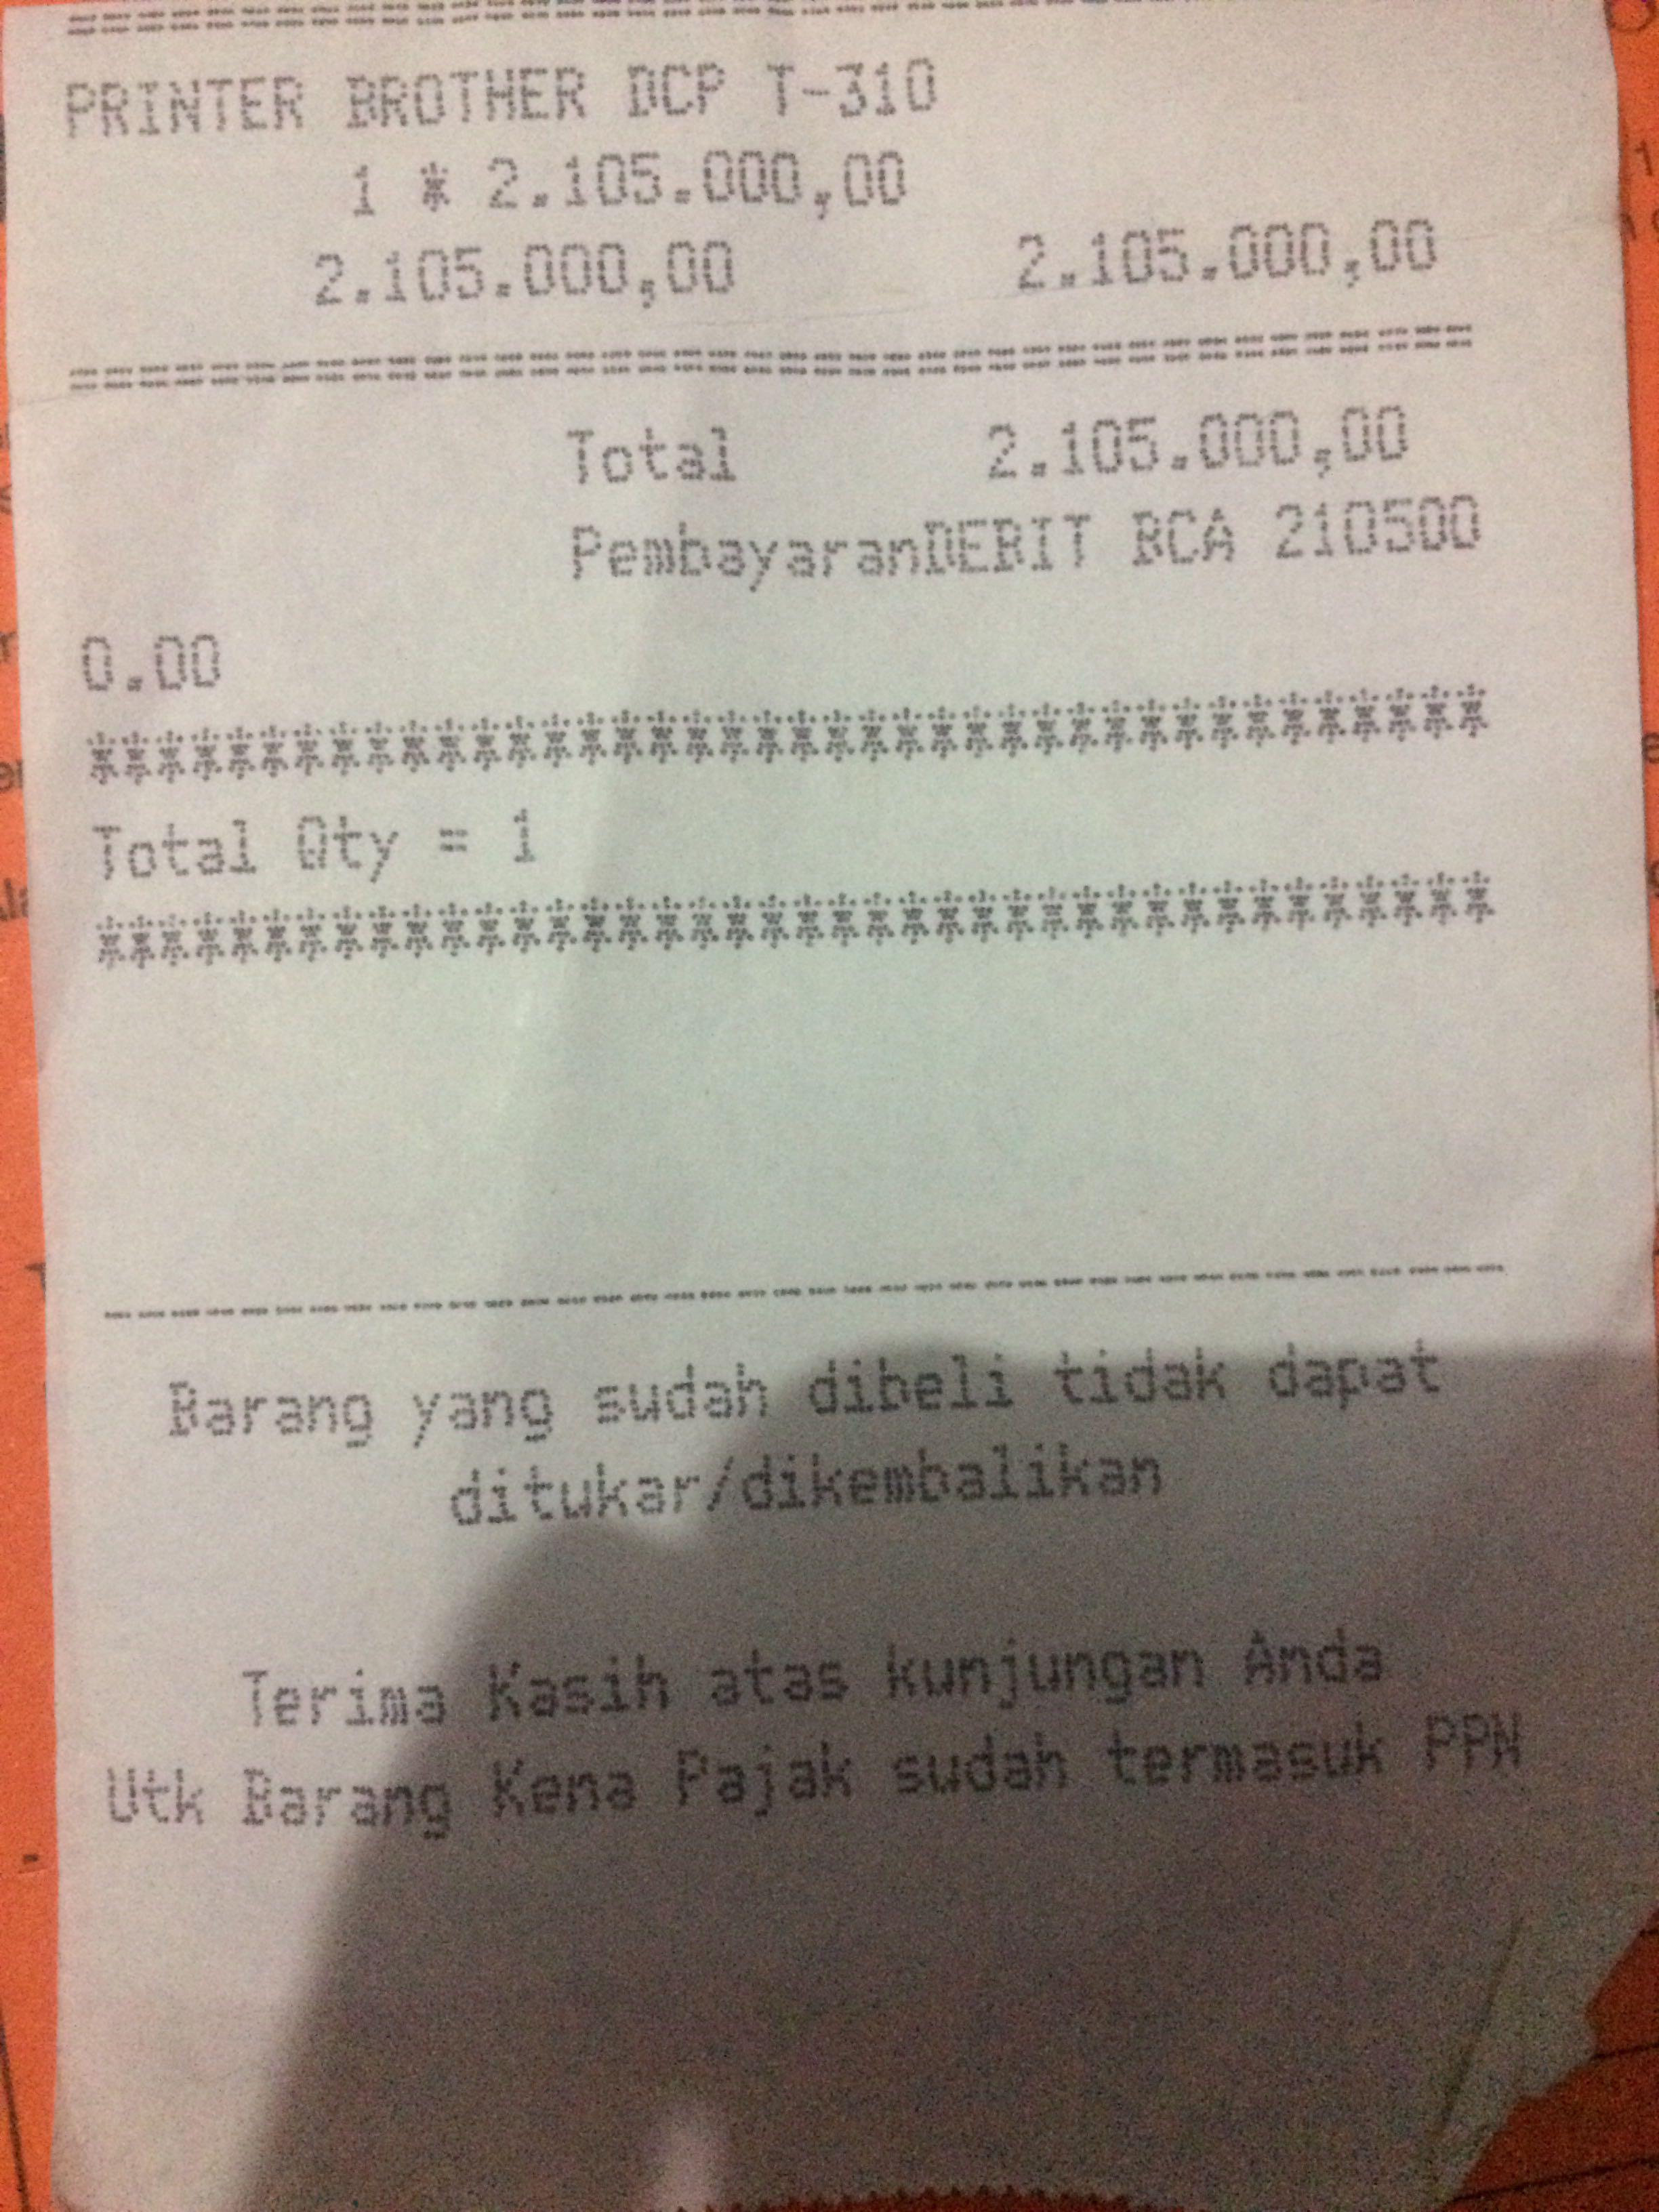 PRINTER BROTHER DCP T-310
1 * 2.105.000,00
2.105.000,00 2.105.000,00
Total 2.105.000,00
PembayaranDEBIT BCA 210500
0.00
***************************************
Total Qty = 1
***************************************
Barang yang sudah dibeli tidak dapat
ditukar/dikembalikan
Terima Kasih atas kunjungan Anda
Utk Barang Kena Pajak sudah termasuk PPN